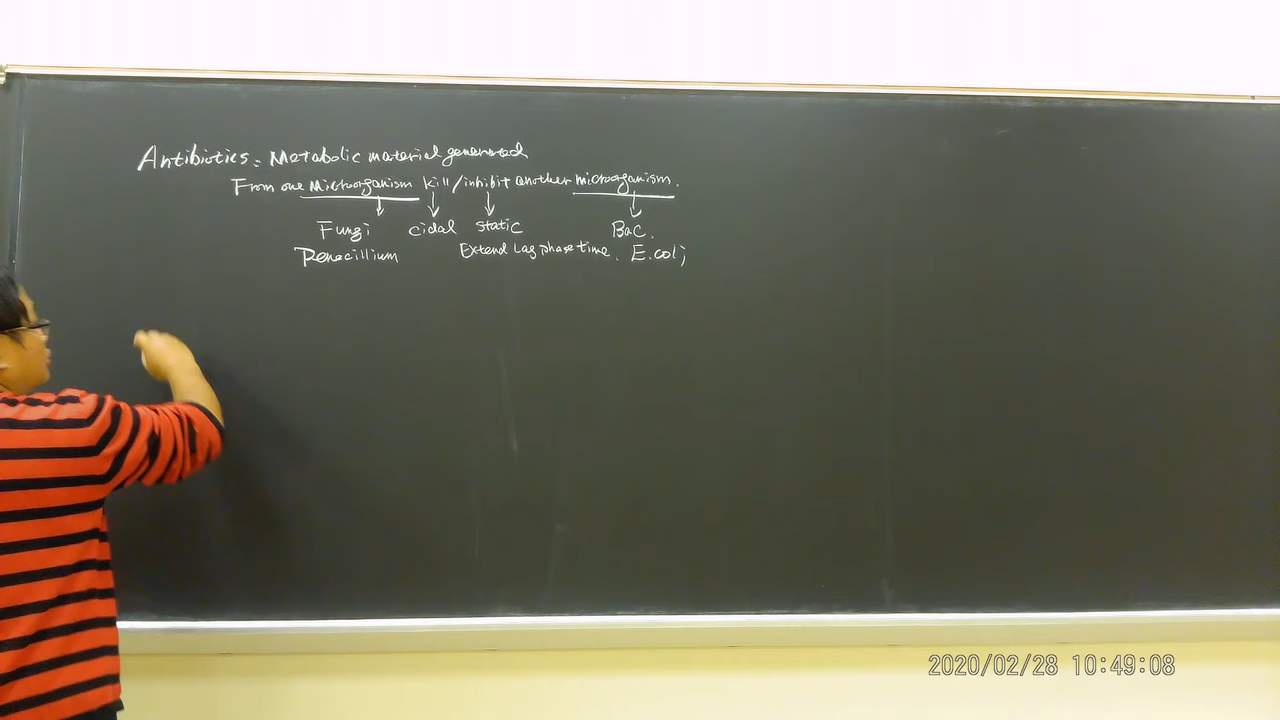 Antibiotics: Metabolic material generated
From one Microorganism kill/inhibit another microorganism.
↓ ↓ ↓ ↓
Fungi cidal static Bac.
Penecillium Extend Lag phase time. E.coli
2020/02/28 10:49:08